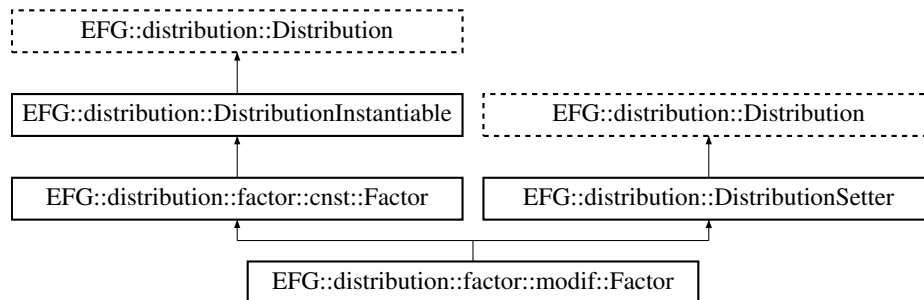 EFG::distribution::Distribution
EFG::distribution::DistributionInstantiable
EFG::distribution::Distribution
EFG::distribution::factor::cnst::Factor
EFG::distribution::DistributionSetter
EFG::distribution::factor::modif::Factor